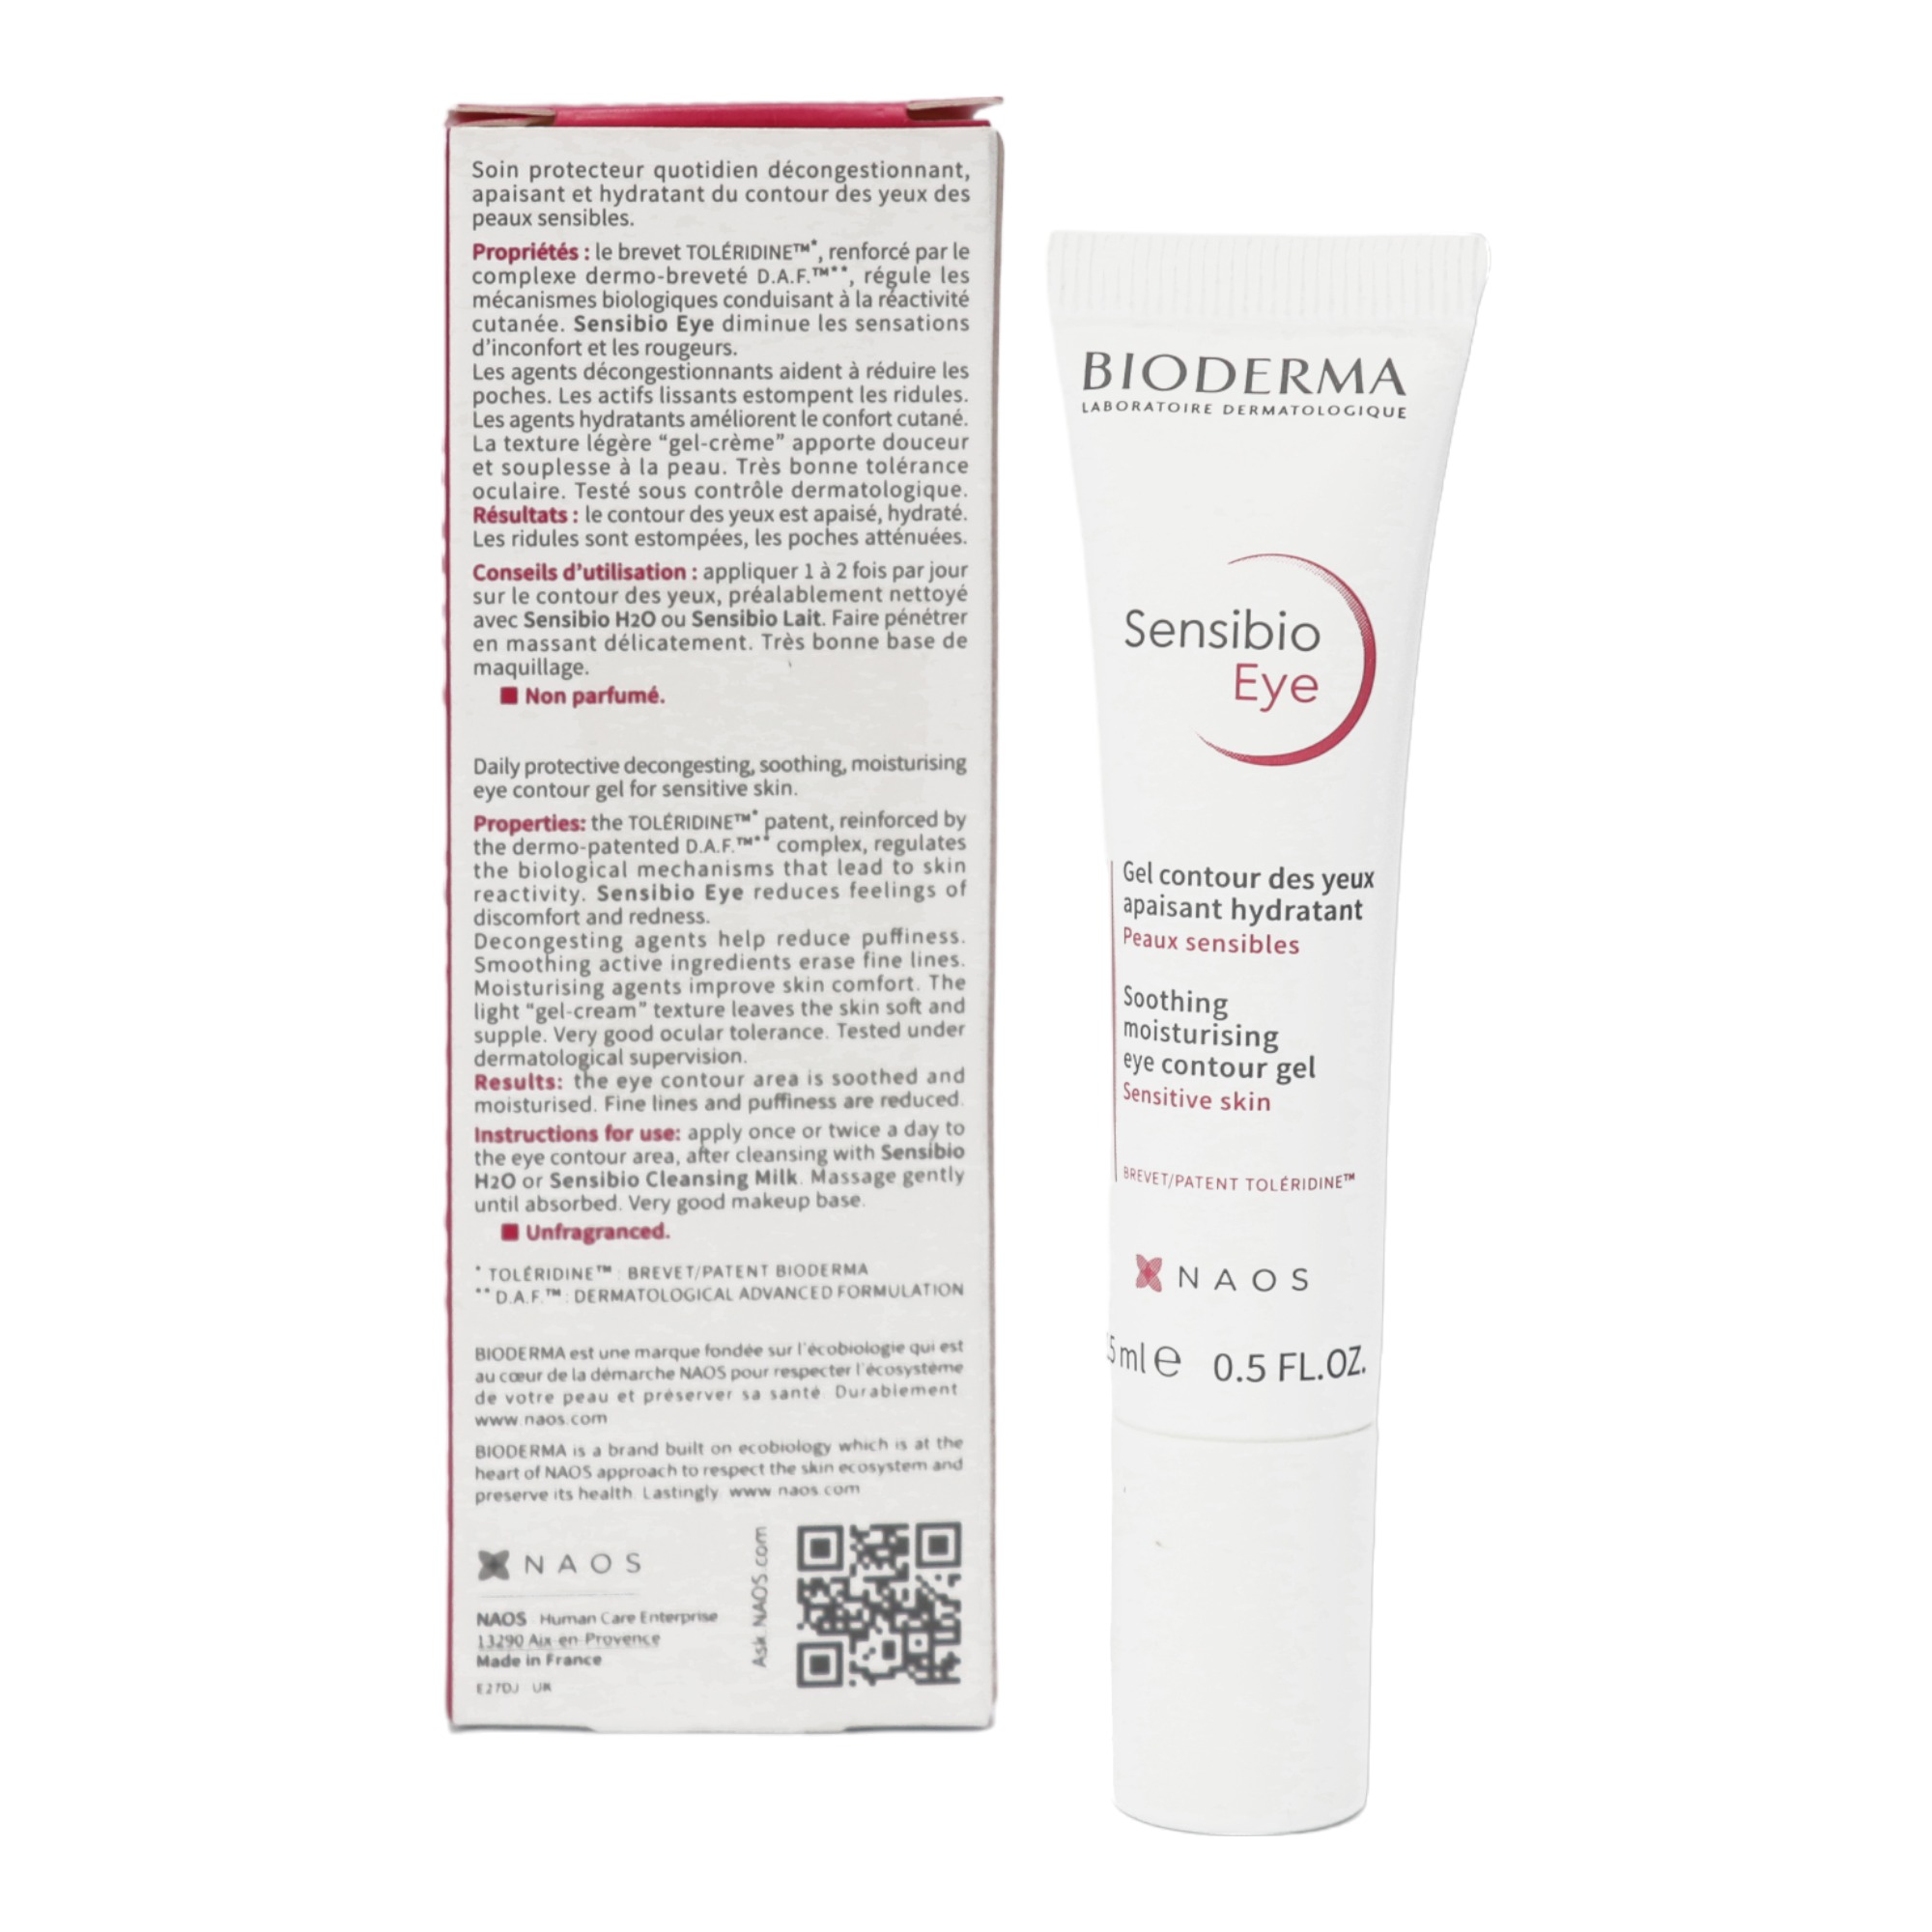 Soin protecteur quotidien décongestionnant,
apaisant et hydratant du contour des yeux des
peaux sensibles.
Propriétés : le brevet TOLÉRIDINE™*, renforcé par le
complexe dermo-breveté D.A.F.™**, régule les
mécanismes biologiques conduisant à la réactivité
cutanée. Sensibio Eye diminue les sensations
d'inconfort et les rougeurs.
Les agents décongestionnants aident à réduire les
poches. Les actifs lissants estompent les ridules.
Les agents hydratants améliorent le confort cutané.
La texture légère “gel-crème” apporte douceur
et souplesse à la peau. Très bonne tolérance
oculaire. Testé sous contrôle dermatologique.
Résultats : le contour des yeux est apaisé, hydraté.
Les ridules sont estompées, les poches atténuées.
Conseils d'utilisation : appliquer 1 à 2 fois par jour
sur le contour des yeux, préalablement nettoyé
avec Sensibio H2O ou Sensibio Lait. Faire pénétrer
en massant délicatement. Très bonne base de
maquillage.
Non parfumé.
Daily protective decongesting, soothing, moisturising
eye contour gel for sensitive skin.
Properties: the TOLÉRIDINE™* patent, reinforced by
the dermo-patented D.A.F.™** complex, regulates
the biological mechanisms that lead to skin
reactivity. Sensibio Eye reduces feelings of
discomfort and redness.
Decongesting agents help reduce puffiness.
Smoothing active ingredients erase fine lines.
Moisturising agents improve skin comfort. The
light “gel-cream” texture leaves the skin soft and
supple. Very good ocular tolerance. Tested under
dermatological supervision.
Results: the eye contour area is soothed and
moisturised. Fine lines and puffiness are reduced.
Instructions for use: apply once or twice a day to
the eye contour area, after cleansing with Sensibio
H2O or Sensibio Cleansing Milk. Massage gently
until absorbed. Very good makeup base.
Unfragranced.
* TOLÉRIDINE™ : BREVET/PATENT BIODERMA
** D.A.F.™ : DERMATOLOGICAL ADVANCED FORMULATION
BIODERMA est une marque fondée sur l'écobiologie qui est
au cœur de la démarche NAOS pour respecter l'écosystème
de votre peau et préserver sa santé. Durablement.
www.naos.com
BIODERMA is a brand built on ecobiology which is at the
heart of NAOS approach to respect the skin ecosystem and
preserve its health. Lastingly. www.naos.com
NAOS
NAOS Human Care Enterprise
13290 Aix-en-Provence
Made in France
E27DJ UK
Ask.NAOS.com
BIODERMA
LABORATOIRE DERMATOLOGIQUE
Sensibio
Eye
Gel contour des yeux
apaisant hydratant
Peaux sensibles
Soothing
moisturising
eye contour gel
Sensitive skin
BREVET/PATENT TOLÉRIDINE™
NAOS
5 ml e 0.5 FL.OZ.